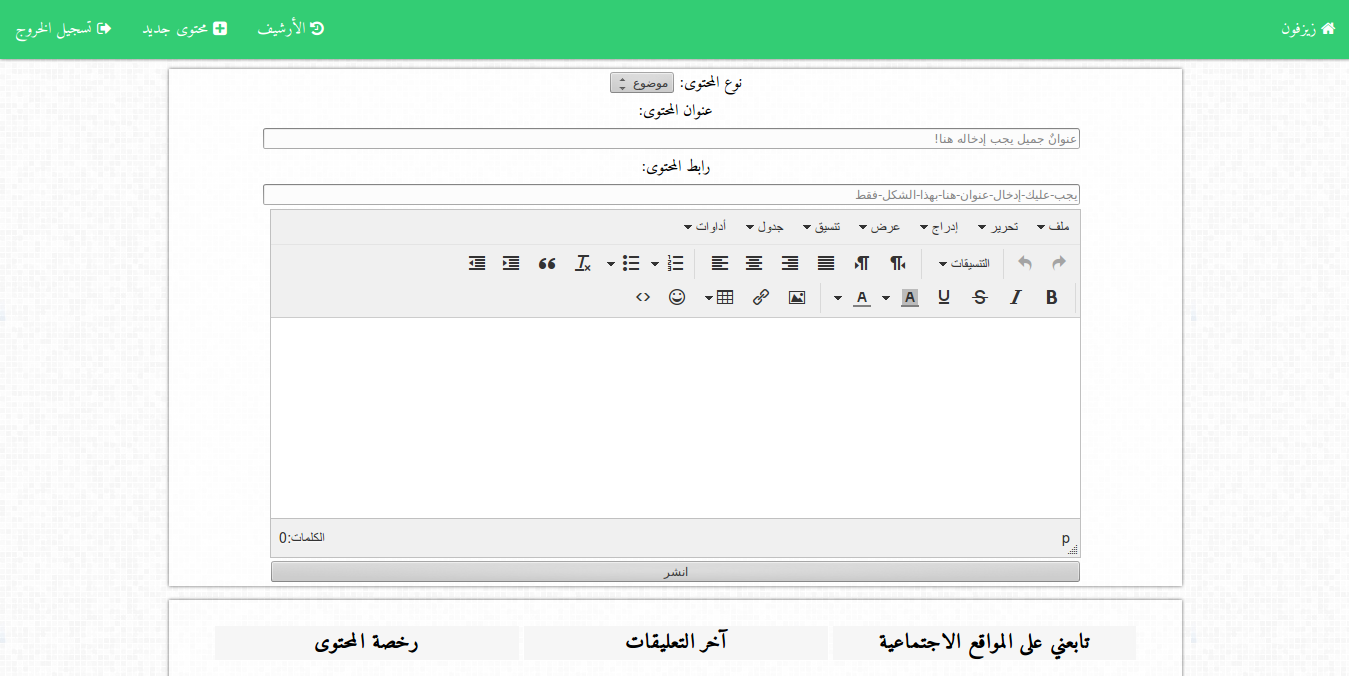 زيزفون الأرشيف محتوى جديد تسجيل الخروج
نوع المحتوى: موضوع
عنوان المحتوى:
عنوانٌ جميل يجب إدخاله هنا!
رابط المحتوى:
يجب-عليك-إدخال-عنوان-هنا-بهذا-الشكل-فقط
ملف تحرير إدراج عرض تنسيق جدول أداوات
التنسيقات
p الكلمات:0
انشر
تابعني على المواقع الاجتماعية آخر التعليقات رخصة المحتوى